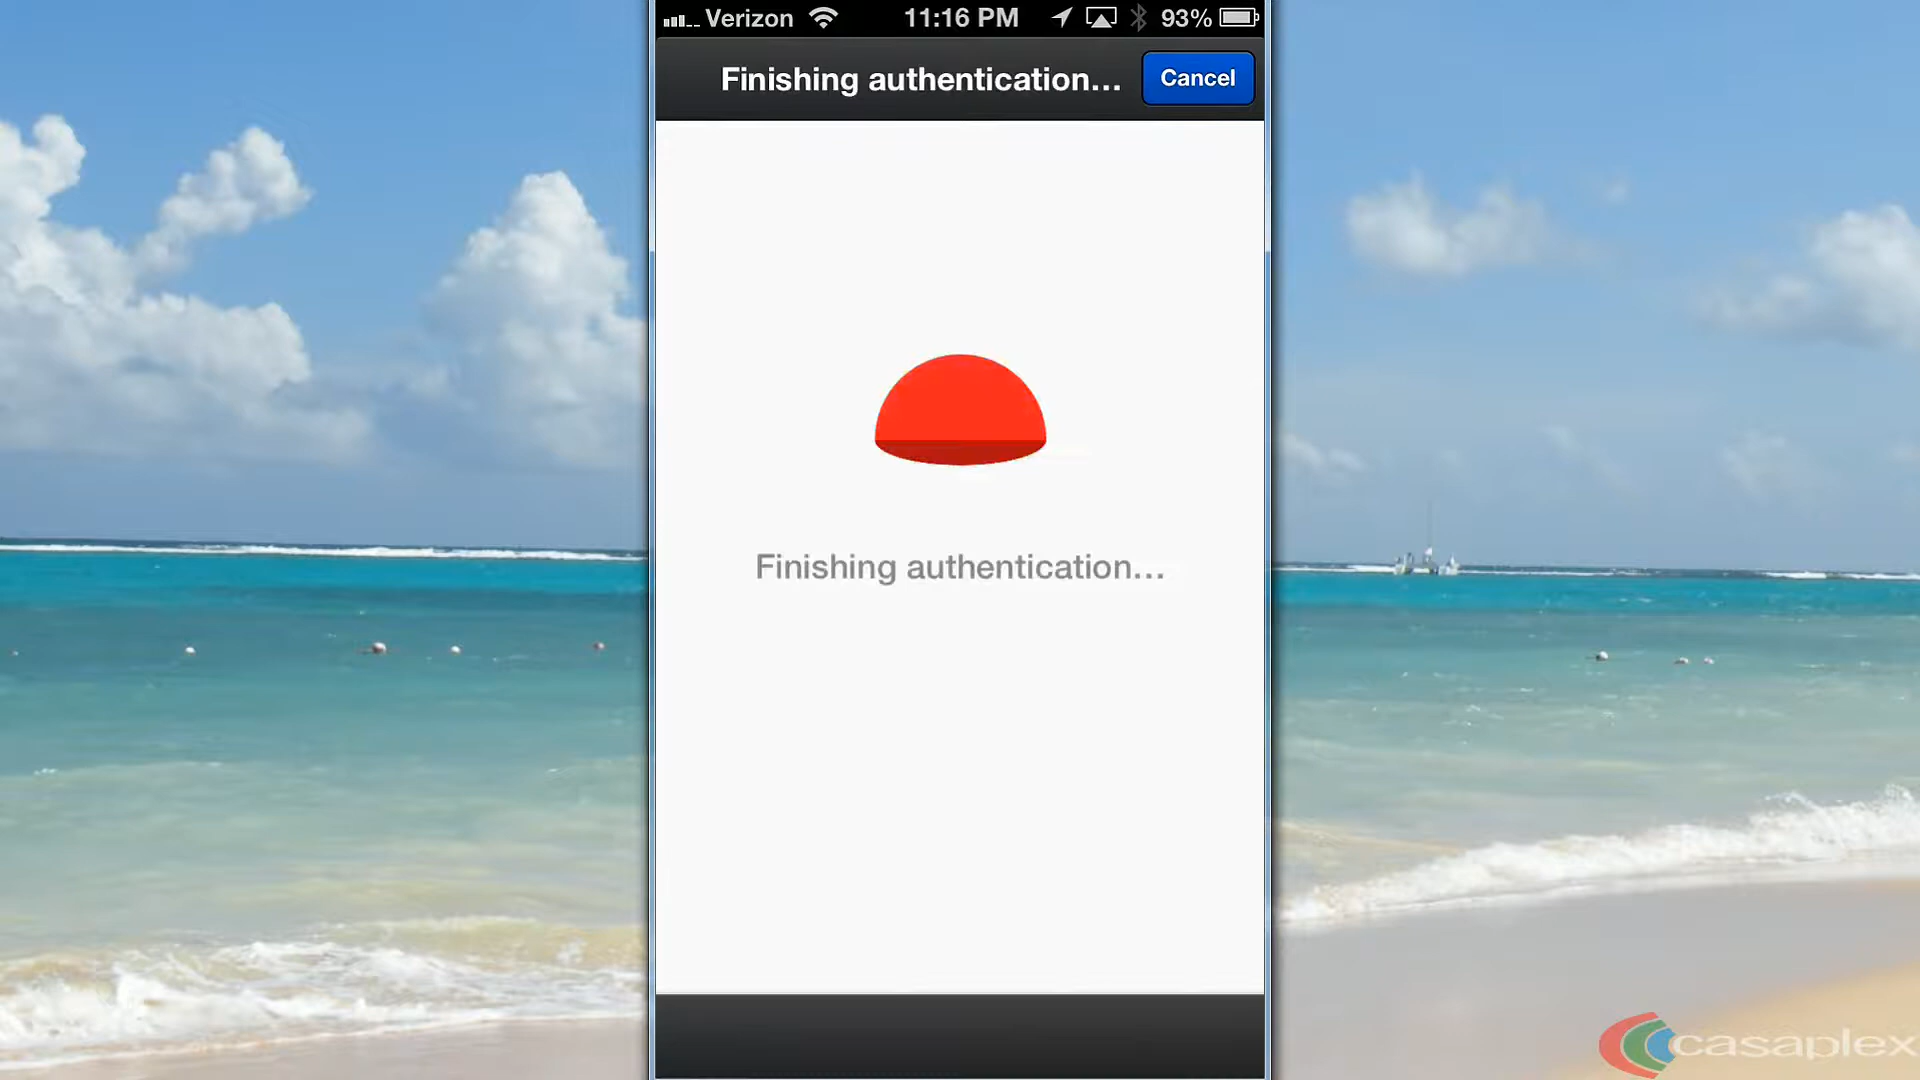 Verizon 11:16 PM 93%
Finishing authentication... Cancel
Finishing authentication...
casaplex